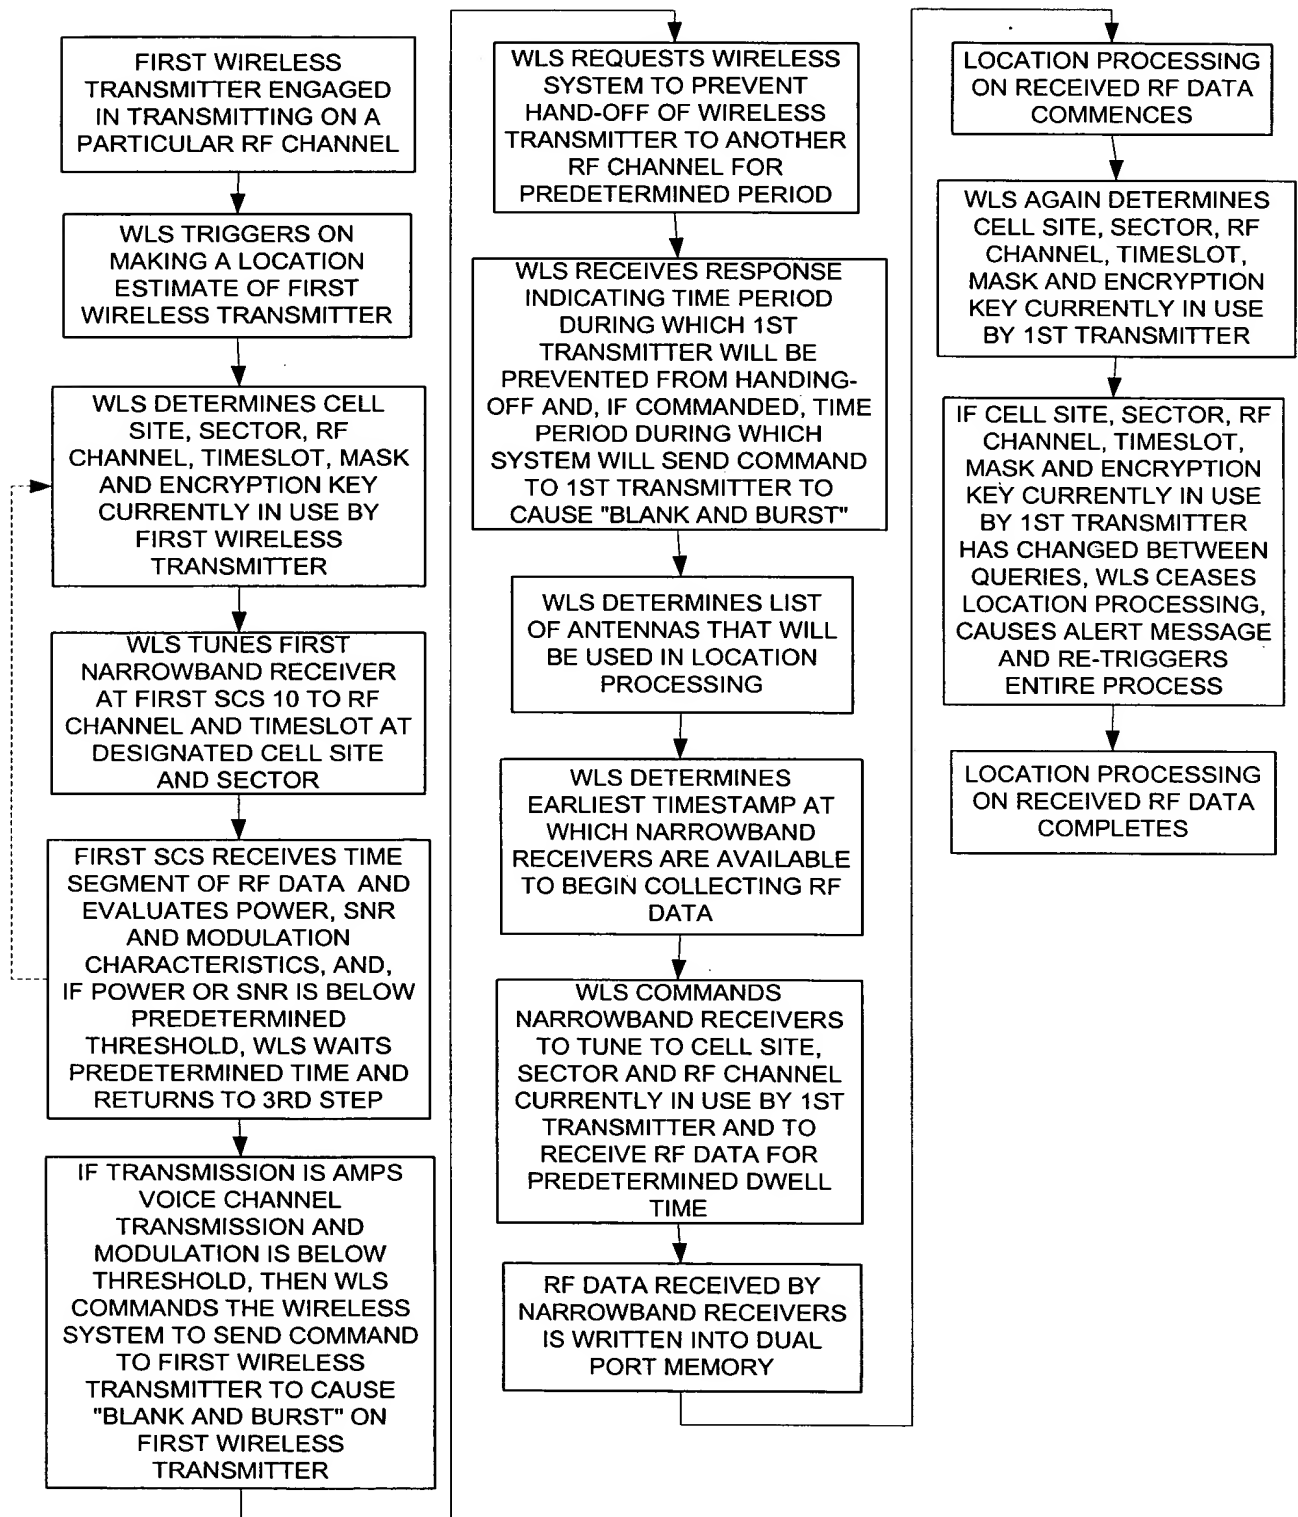 FIRST WIRELESS
TRANSMITTER ENGAGED
IN TRANSMITTING ON A
PARTICULAR RF CHANNEL
WLS TRIGGERS ON
MAKING A LOCATION
ESTIMATE OF FIRST
WIRELESS TRANSMITTER
WLS DETERMINES CELL
SITE, SECTOR, RF
CHANNEL, TIMESLOT, MASK
AND ENCRYPTION KEY
CURRENTLY IN USE BY
FIRST WIRELESS
TRANSMITTER
WLS TUNES FIRST
NARROWBAND RECEIVER
AT FIRST SCS 10 TO RF
CHANNEL AND TIMESLOT AT
DESIGNATED CELL SITE
AND SECTOR
FIRST SCS RECEIVES TIME
SEGMENT OF RF DATA AND
EVALUATES POWER, SNR
AND MODULATION
CHARACTERISTICS, AND,
IF POWER OR SNR IS BELOW
PREDETERMINED
THRESHOLD, WLS WAITS
PREDETERMINED TIME AND
RETURNS TO 3RD STEP
IF TRANSMISSION IS AMPS
VOICE CHANNEL
TRANSMISSION AND
MODULATION IS BELOW
THRESHOLD, THEN WLS
COMMANDS THE WIRELESS
SYSTEM TO SEND COMMAND
TO FIRST WIRELESS
TRANSMITTER TO CAUSE
"BLANK AND BURST" ON
FIRST WIRELESS
TRANSMITTER
WLS REQUESTS WIRELESS
SYSTEM TO PREVENT
HAND-OFF OF WIRELESS
TRANSMITTER TO ANOTHER
RF CHANNEL FOR
PREDETERMINED PERIOD
WLS RECEIVES RESPONSE
INDICATING TIME PERIOD
DURING WHICH 1ST
TRANSMITTER WILL BE
PREVENTED FROM HANDING-
OFF AND, IF COMMANDED, TIME
PERIOD DURING WHICH
SYSTEM WILL SEND COMMAND
TO 1ST TRANSMITTER TO
CAUSE "BLANK AND BURST"
WLS DETERMINES LIST
OF ANTENNAS THAT WILL
BE USED IN LOCATION
PROCESSING
WLS DETERMINES
EARLIEST TIMESTAMP AT
WHICH NARROWBAND
RECEIVERS ARE AVAILABLE
TO BEGIN COLLECTING RF
DATA
WLS COMMANDS
NARROWBAND RECEIVERS
TO TUNE TO CELL SITE,
SECTOR AND RF CHANNEL
CURRENTLY IN USE BY 1ST
TRANSMITTER AND TO
RECEIVE RF DATA FOR
PREDETERMINED DWELL
TIME
RF DATA RECEIVED BY
NARROWBAND RECEIVERS
IS WRITTEN INTO DUAL
PORT MEMORY
LOCATION PROCESSING
ON RECEIVED RF DATA
COMMENCES
WLS AGAIN DETERMINES
CELL SITE, SECTOR, RF
CHANNEL, TIMESLOT,
MASK AND ENCRYPTION
KEY CURRENTLY IN USE
BY 1ST TRANSMITTER
IF CELL SITE, SECTOR, RF
CHANNEL, TIMESLOT,
MASK AND ENCRYPTION
KEY CURRENTLY IN USE
BY 1ST TRANSMITTER
HAS CHANGED BETWEEN
QUERIES, WLS CEASES
LOCATION PROCESSING,
CAUSES ALERT MESSAGE
AND RE-TRIGGERS
ENTIRE PROCESS
LOCATION PROCESSING
ON RECEIVED RF DATA
COMPLETES